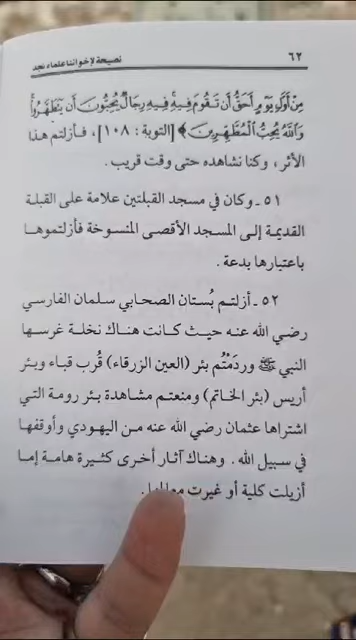 ٦٢ نصيحة لإخواننا علماء نجد
مِنْ أَوَّلِ يَوْمٍ أَحَقُّ أَن تَقُومَ فِيهِ فِيهِ رِجَالٌ يُحِبُّونَ أَن يَتَطَهَّرُوا
وَاللَّهُ يُحِبُّ الْمُطَّهِّرِينَ﴾ [التوبة : ١٠٨]، فأزلتم هذا
الأثر، وكنا نشاهده حتى وقت قريب.
٥١ ـ وكان في مسجد القبلتين علامة على القبلة
القديمة إلى المسجد الأقصى المنسوخة فأزلتموها
باعتبارها بدعة.
٥٢ ـ أزلتم بُستان الصحابي سلمان الفارسي
رضي الله عنه حيث كانت هناك نخلة غرسها
النبي ﷺ وردَمْتُم بئر (العين الزرقاء) قُرب قباء وبئر
أريس (بئر الخاتم) ومنعتم مشاهدة بئر رومة التي
اشتراها عثمان رضي الله عنه من اليهودي وأوقفها
في سبيل الله. وهناك آثار أخرى كثيرة هامة إما
أزيلت كلية أو غيرت